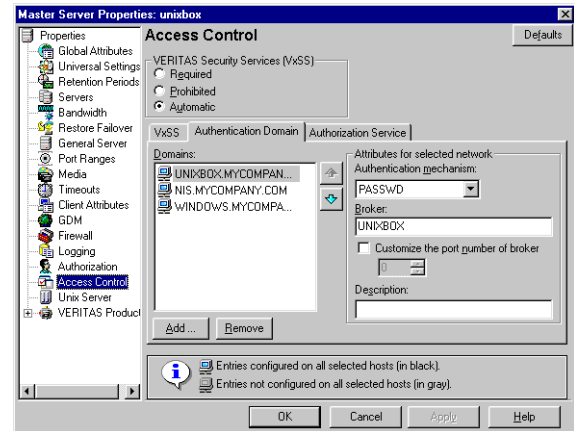 Master Server Properties: unixbox
Properties
Global Attributes
Universal Settings
Retention Periods
Servers
Bandwidth
Restore Failover
General Server
Port Ranges
Media
Timeouts
Client Attributes
GDM
Firewall
Logging
Authorization
Access Control
Unix Server
VERITAS Product
Access Control
Defaults
VERITAS Security Services (VxSS)
Required
Prohibited
Automatic
VxSS Authentication Domain Authorization Service
Domains:
UNIXBOX.MYCOMPAN...
NIS.MYCOMPANY.COM
WINDOWS.MYCOMPA...
Add ... Remove
Attributes for selected network
Authentication mechanism:
PASSWD
Broker:
UNIXBOX
Customize the port number of broker
0
Description:
Entries configured on all selected hosts (in black).
Entries not configured on all selected hosts (in gray).
OK Cancel Apply Help